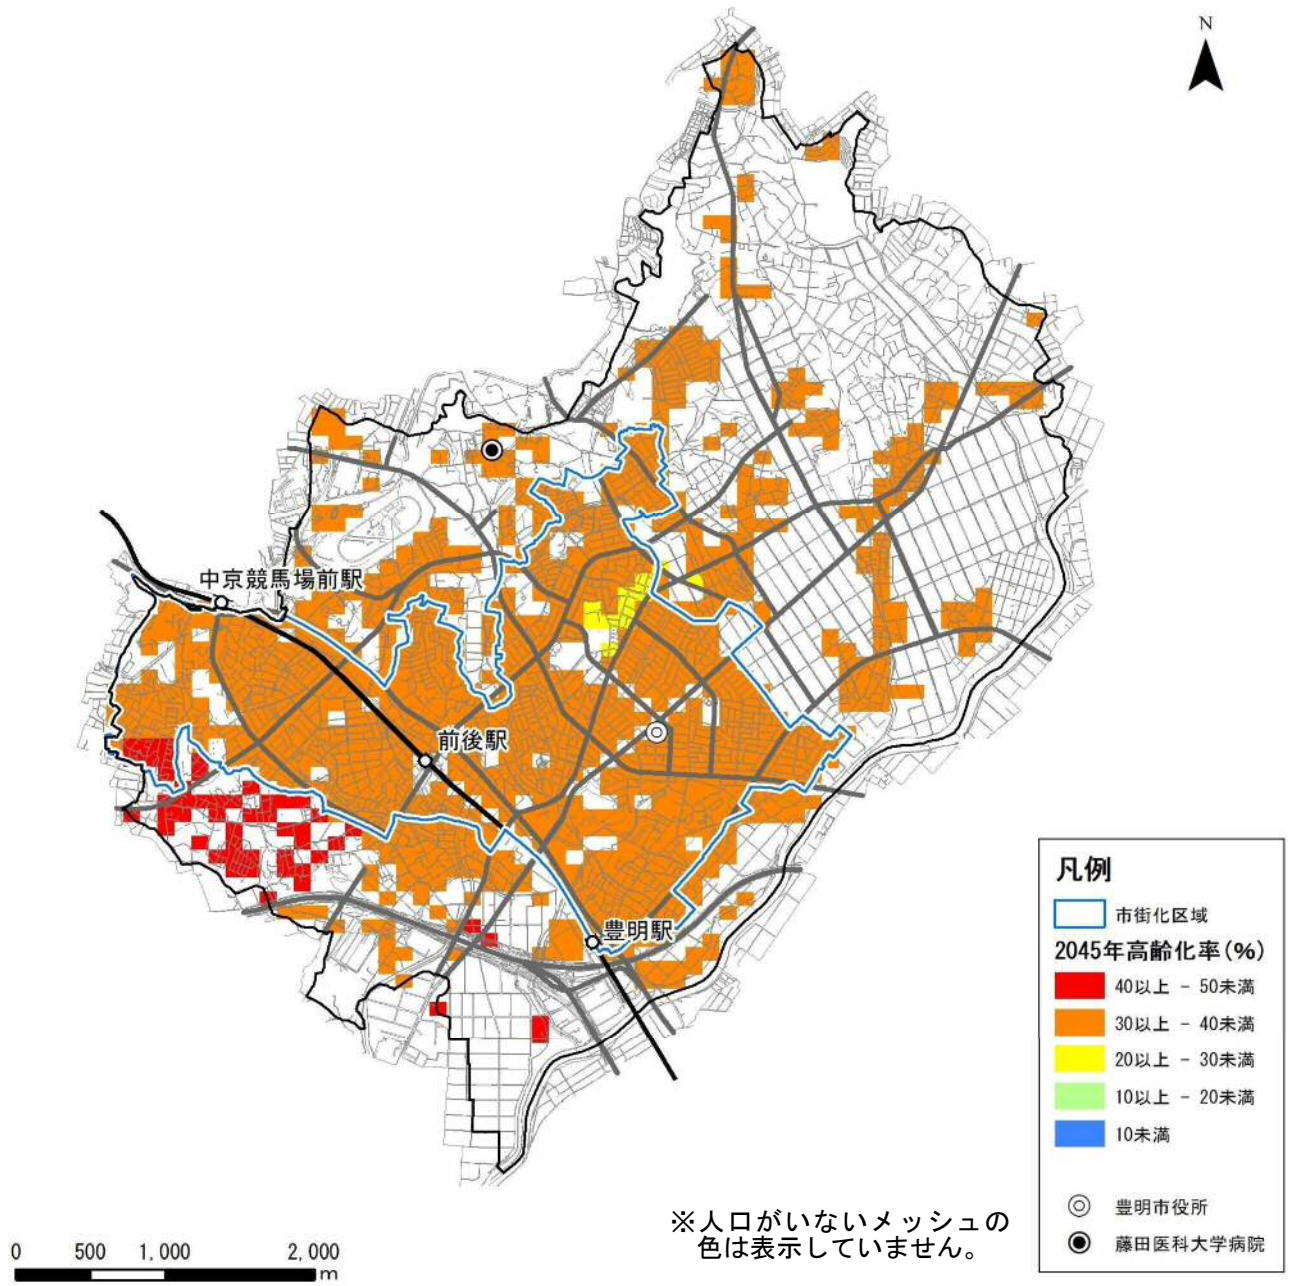 N
中京競馬場前駅
前後駅
豊明駅
凡例
市街化区域
2045年高齢化率(%)
40以上 - 50未満
30以上 - 40未満
20以上 - 30未満
10以上 - 20未満
10未満
豊明市役所
藤田医科大学病院
※人口がいないメッシュの
色は表示していません。
0 500 1,000 2,000
m